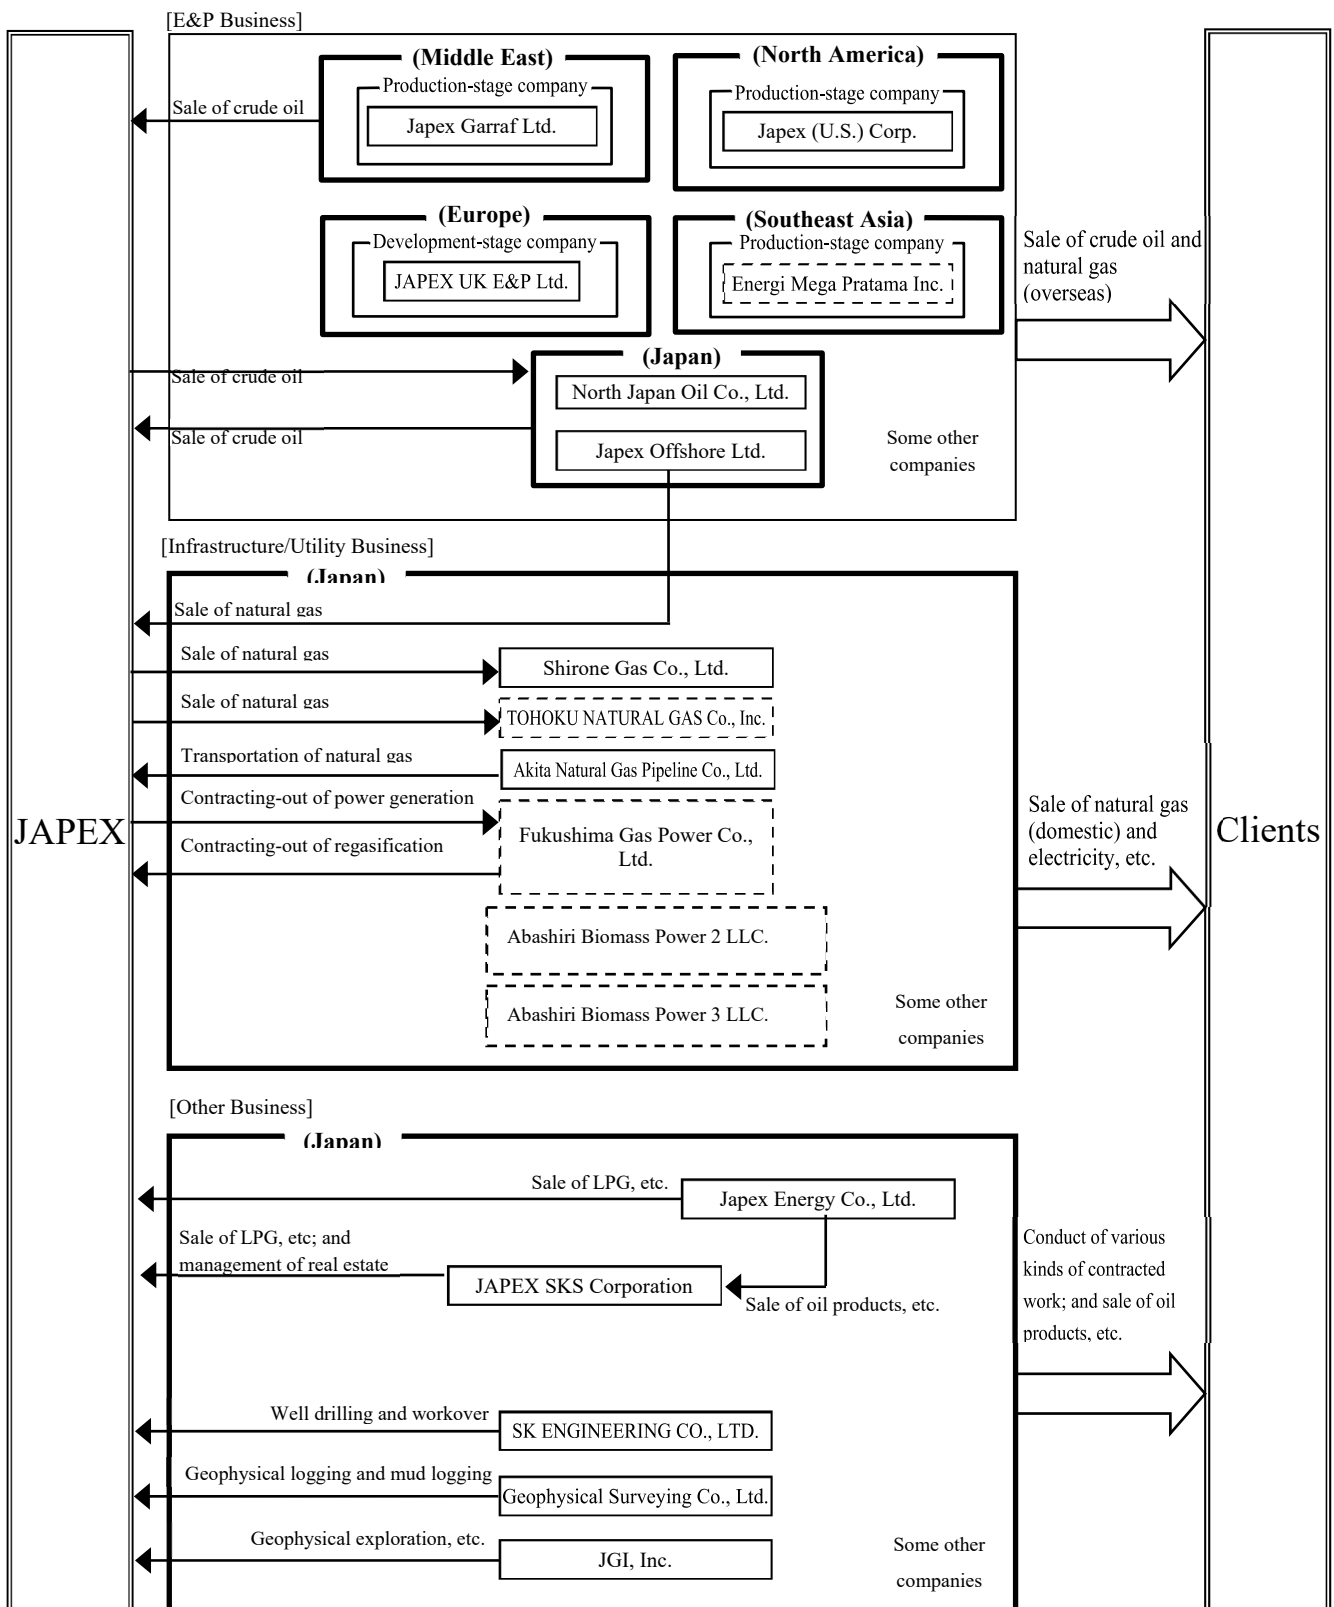 [E&P Business]
(Middle East)
Production-stage company
Japex Garraf Ltd.
(North America)
Production-stage company
Japex (U.S.) Corp.
Sale of crude oil
(Europe)
Development-stage company
JAPEX UK E&P Ltd.
(Southeast Asia)
Production-stage company
Energi Mega Pratama Inc.
Sale of crude oil and
natural gas
(overseas)
(Japan)
North Japan Oil Co., Ltd.
Japex Offshore Ltd.
Sale of crude oil
Sale of crude oil
Some other
companies
[Infrastructure/Utility Business]
(Japan)
Sale of natural gas
Sale of natural gas
Shirone Gas Co., Ltd.
Sale of natural gas
TOHOKU NATURAL GAS Co., Inc.
Transportation of natural gas
Akita Natural Gas Pipeline Co., Ltd.
Contracting-out of power generation
Contracting-out of regasification
Fukushima Gas Power Co.,
Ltd.
Abashiri Biomass Power 2 LLC.
Abashiri Biomass Power 3 LLC.
Some other
companies
JAPEX
Sale of natural gas
(domestic) and
electricity, etc.
Clients
[Other Business]
(Japan)
Sale of LPG, etc.
Japex Energy Co., Ltd.
Sale of LPG, etc; and
management of real estate
JAPEX SKS Corporation
Sale of oil products, etc.
Conduct of various
kinds of contracted
work; and sale of oil
products, etc.
Well drilling and workover
SK ENGINEERING CO., LTD.
Geophysical logging and mud logging
Geophysical Surveying Co., Ltd.
Geophysical exploration, etc.
JGI, Inc.
Some other
companies